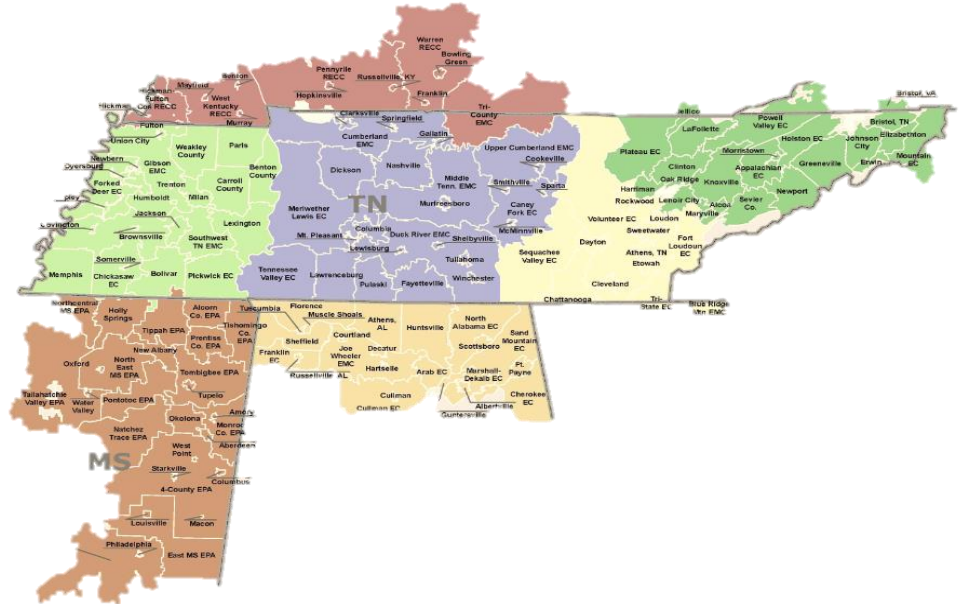 Warren
RECC
Bowling
Green
Pennyrile
RECC
Russellville, KY
Franklin
Hopkinsville
Benton
Mayfield
West
Kentucky
RECC
Hickman
Fulton
Cos RECC
Hickman
Murray
Fulton
Tri-
County
EMC
Union City
Weakley
County
Paris
Newbern
Dyersburg
Gibson
EMC
Benton
County
Forked
Deer EC
Trenton
Carroll
County
Humboldt
Milan
Jackson
Lexington
Covington
Brownsville
Southwest
TN EMC
Somerville
Memphis
Chickasaw
EC
Bolivar
Pickwick EC
Clarksville
Springfield
Cumberland
EMC
Gallatin
Upper Cumberland EMC
Cookeville
Dickson
Nashville
Middle
Tenn. EMC
Smithville
Sparta
Murfreesboro
TN
Meriwether
Lewis EC
Caney
Fork EC
McMinnville
Columbia
Mt. Pleasant
Duck River EMC
Shelbyville
Lewisburg
Tullahoma
Tennessee
Valley EC
Lawrenceburg
Pulaski
Fayetteville
Winchester
Volunteer EC
Sequachee
Valley EC
Dayton
Harriman
Rockwood
Lenoir City
Loudon
Sweetwater
Athens, TN
Etowah
Fort
Loudoun
EC
Cleveland
Chattanooga
Tri-
State EC
Blue Ridge
Mtn EMC
Jellico
LaFollette
Powell
Valley EC
Plateau EC
Clinton
Oak Ridge
Knoxville
Morristown
Appalachian
EC
Holston EC
Greeneville
Johnson
City
Bristol, VA
Bristol, TN
Elizabethton
Erwin
Mountain
EC
Newport
Sevier
Co.
Alcoa
Maryville
Northcentral
MS EPA
Holly
Springs
Alcorn
Co. EPA
Tippah EPA
Prentiss
Co. EPA
Tishomingo
Co.
EPA
New Albany
Oxford
North
East
MS EPA
Tombigbee EPA
Tallahatchie
Valley EPA
Water
Valley
Pontotoc EPA
Tupelo
Amory
Okolona
Monroe
Co. EPA
Natchez
Trace EPA
Aberdeen
West
Point
MS
Starkville
Columbus
4-County EPA
Louisville
Macon
Philadelphia
East MS EPA
Tuscumbia
Florence
Muscle Shoals
Sheffield
Courtland
Athens,
AL
Huntsville
North
Alabama EC
Franklin
EC
Joe
Wheeler
EMC
Decatur
Scottsboro
Sand
Mountain
EC
Russellville, AL
Hartselle
Arab EC
Marshall-
Dekalb EC
Ft.
Payne
Cullman
Cullman EC
Albertville
Guntersville
Cherokee
EC